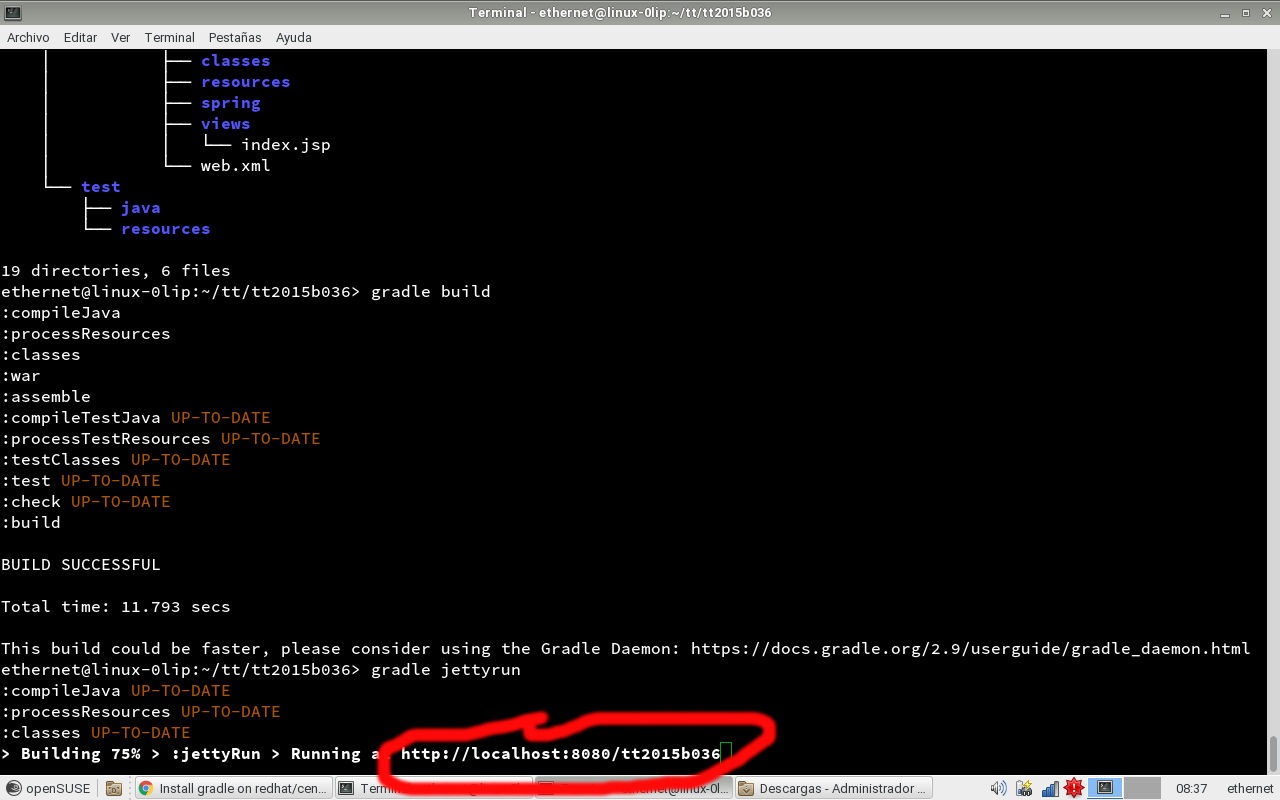 Terminal - ethernet@linux-0lip:~/tt/tt2015b036
Archivo Editar Ver Terminal Pestañas Ayuda
classes
resources
spring
views
index.jsp
web.xml
test
java
resources
19 directories, 6 files
ethernet@linux-0lip:~/tt/tt2015b036> gradle build
:compileJava
:processResources
:classes
:war
:assemble
:compileTestJava UP-TO-DATE
:processTestResources UP-TO-DATE
:testClasses UP-TO-DATE
:test UP-TO-DATE
:check UP-TO-DATE
:build
BUILD SUCCESSFUL
Total time: 11.793 secs
This build could be faster, please consider using the Gradle Daemon: https://docs.gradle.org/2.9/userguide/gradle_daemon.html
ethernet@linux-0lip:~/tt/tt2015b036> gradle jettyrun
:compileJava UP-TO-DATE
:processResources UP-TO-DATE
:classes UP-TO-DATE
> Building 75% > :jettyRun > Running at http://localhost:8080/tt2015b036
openSUSE Install gradle on redhat/cen... Termi ethernet@linux-0l... Descargas - Administrador ... 08:37 ethernet